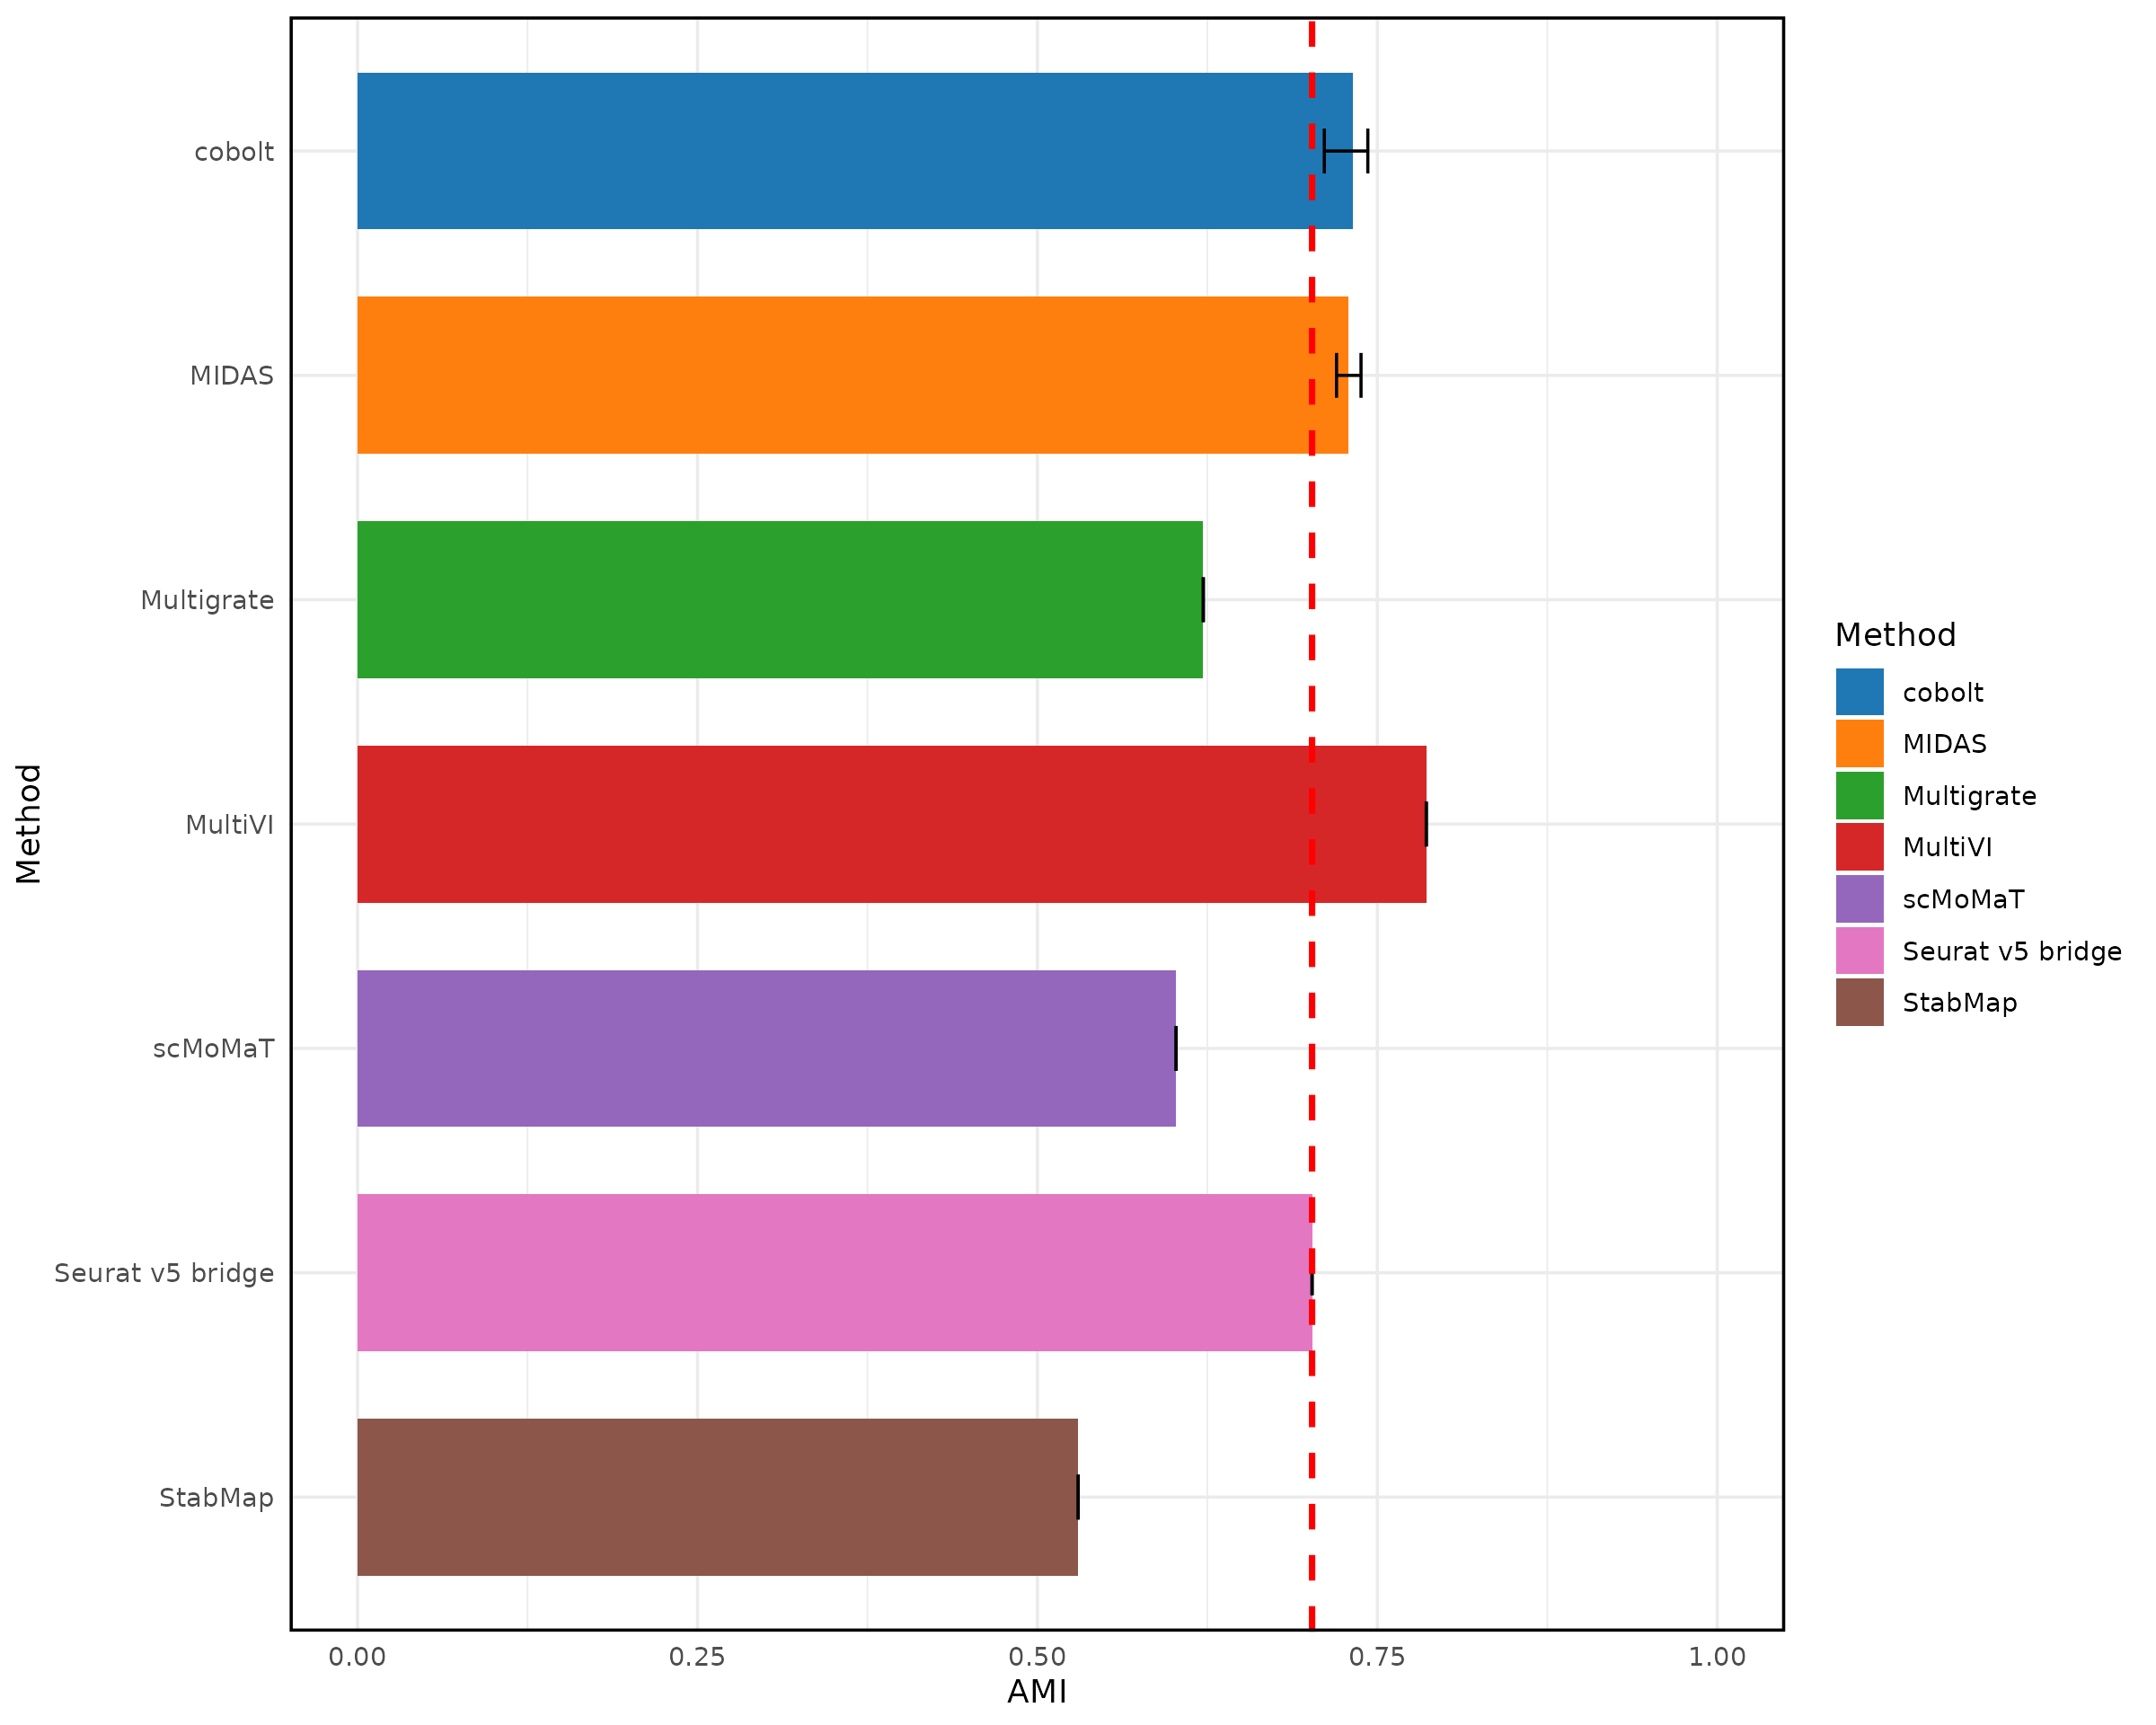 Method
cobolt
MIDAS
Multigrate
MultiVI
scMoMaT
Seurat v5 bridge
StabMap
0.00
0.25
0.50
0.75
1.00
AMI
Method
cobolt
MIDAS
Multigrate
MultiVI
scMoMaT
Seurat v5 bridge
StabMap